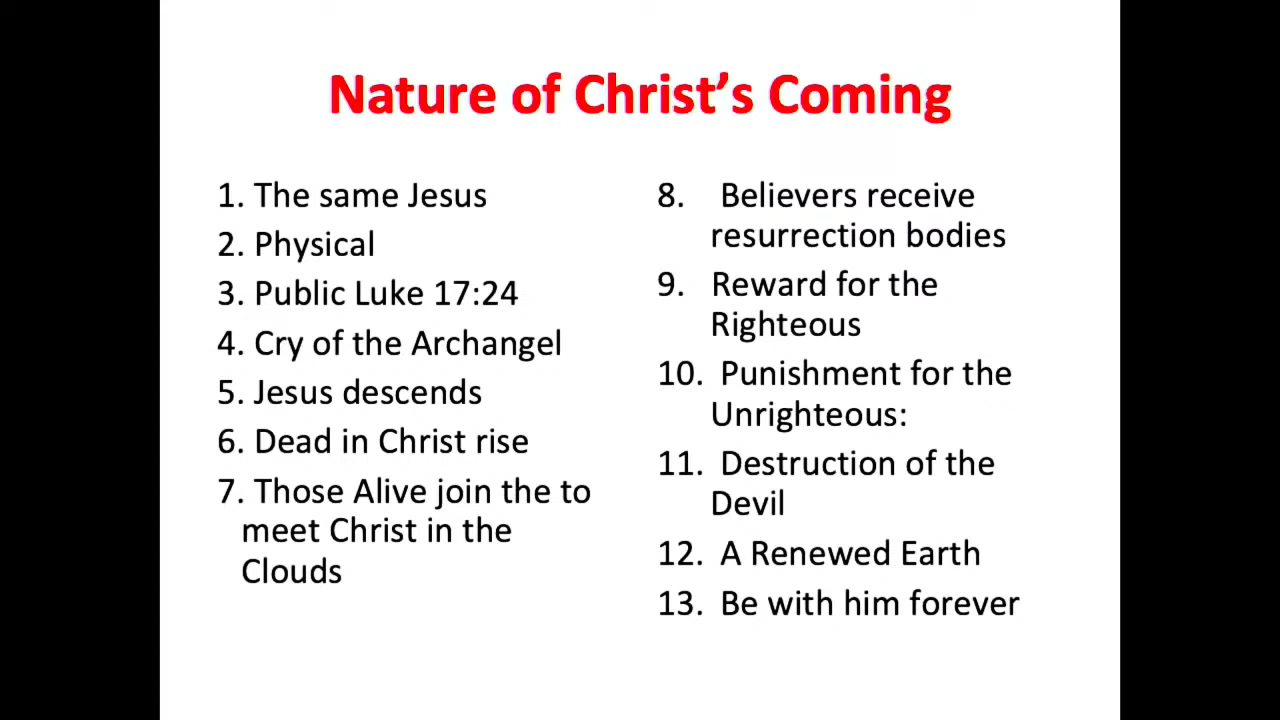 Nature of Christ’s Coming
1. The same Jesus
2. Physical
3. Public Luke 17:24
4. Cry of the Archangel
5. Jesus descends
6. Dead in Christ rise
7. Those Alive join the to
meet Christ in the
Clouds
8. Believers receive
resurrection bodies
9. Reward for the
Righteous
10. Punishment for the
Unrighteous:
11. Destruction of the
Devil
12. A Renewed Earth
13. Be with him forever